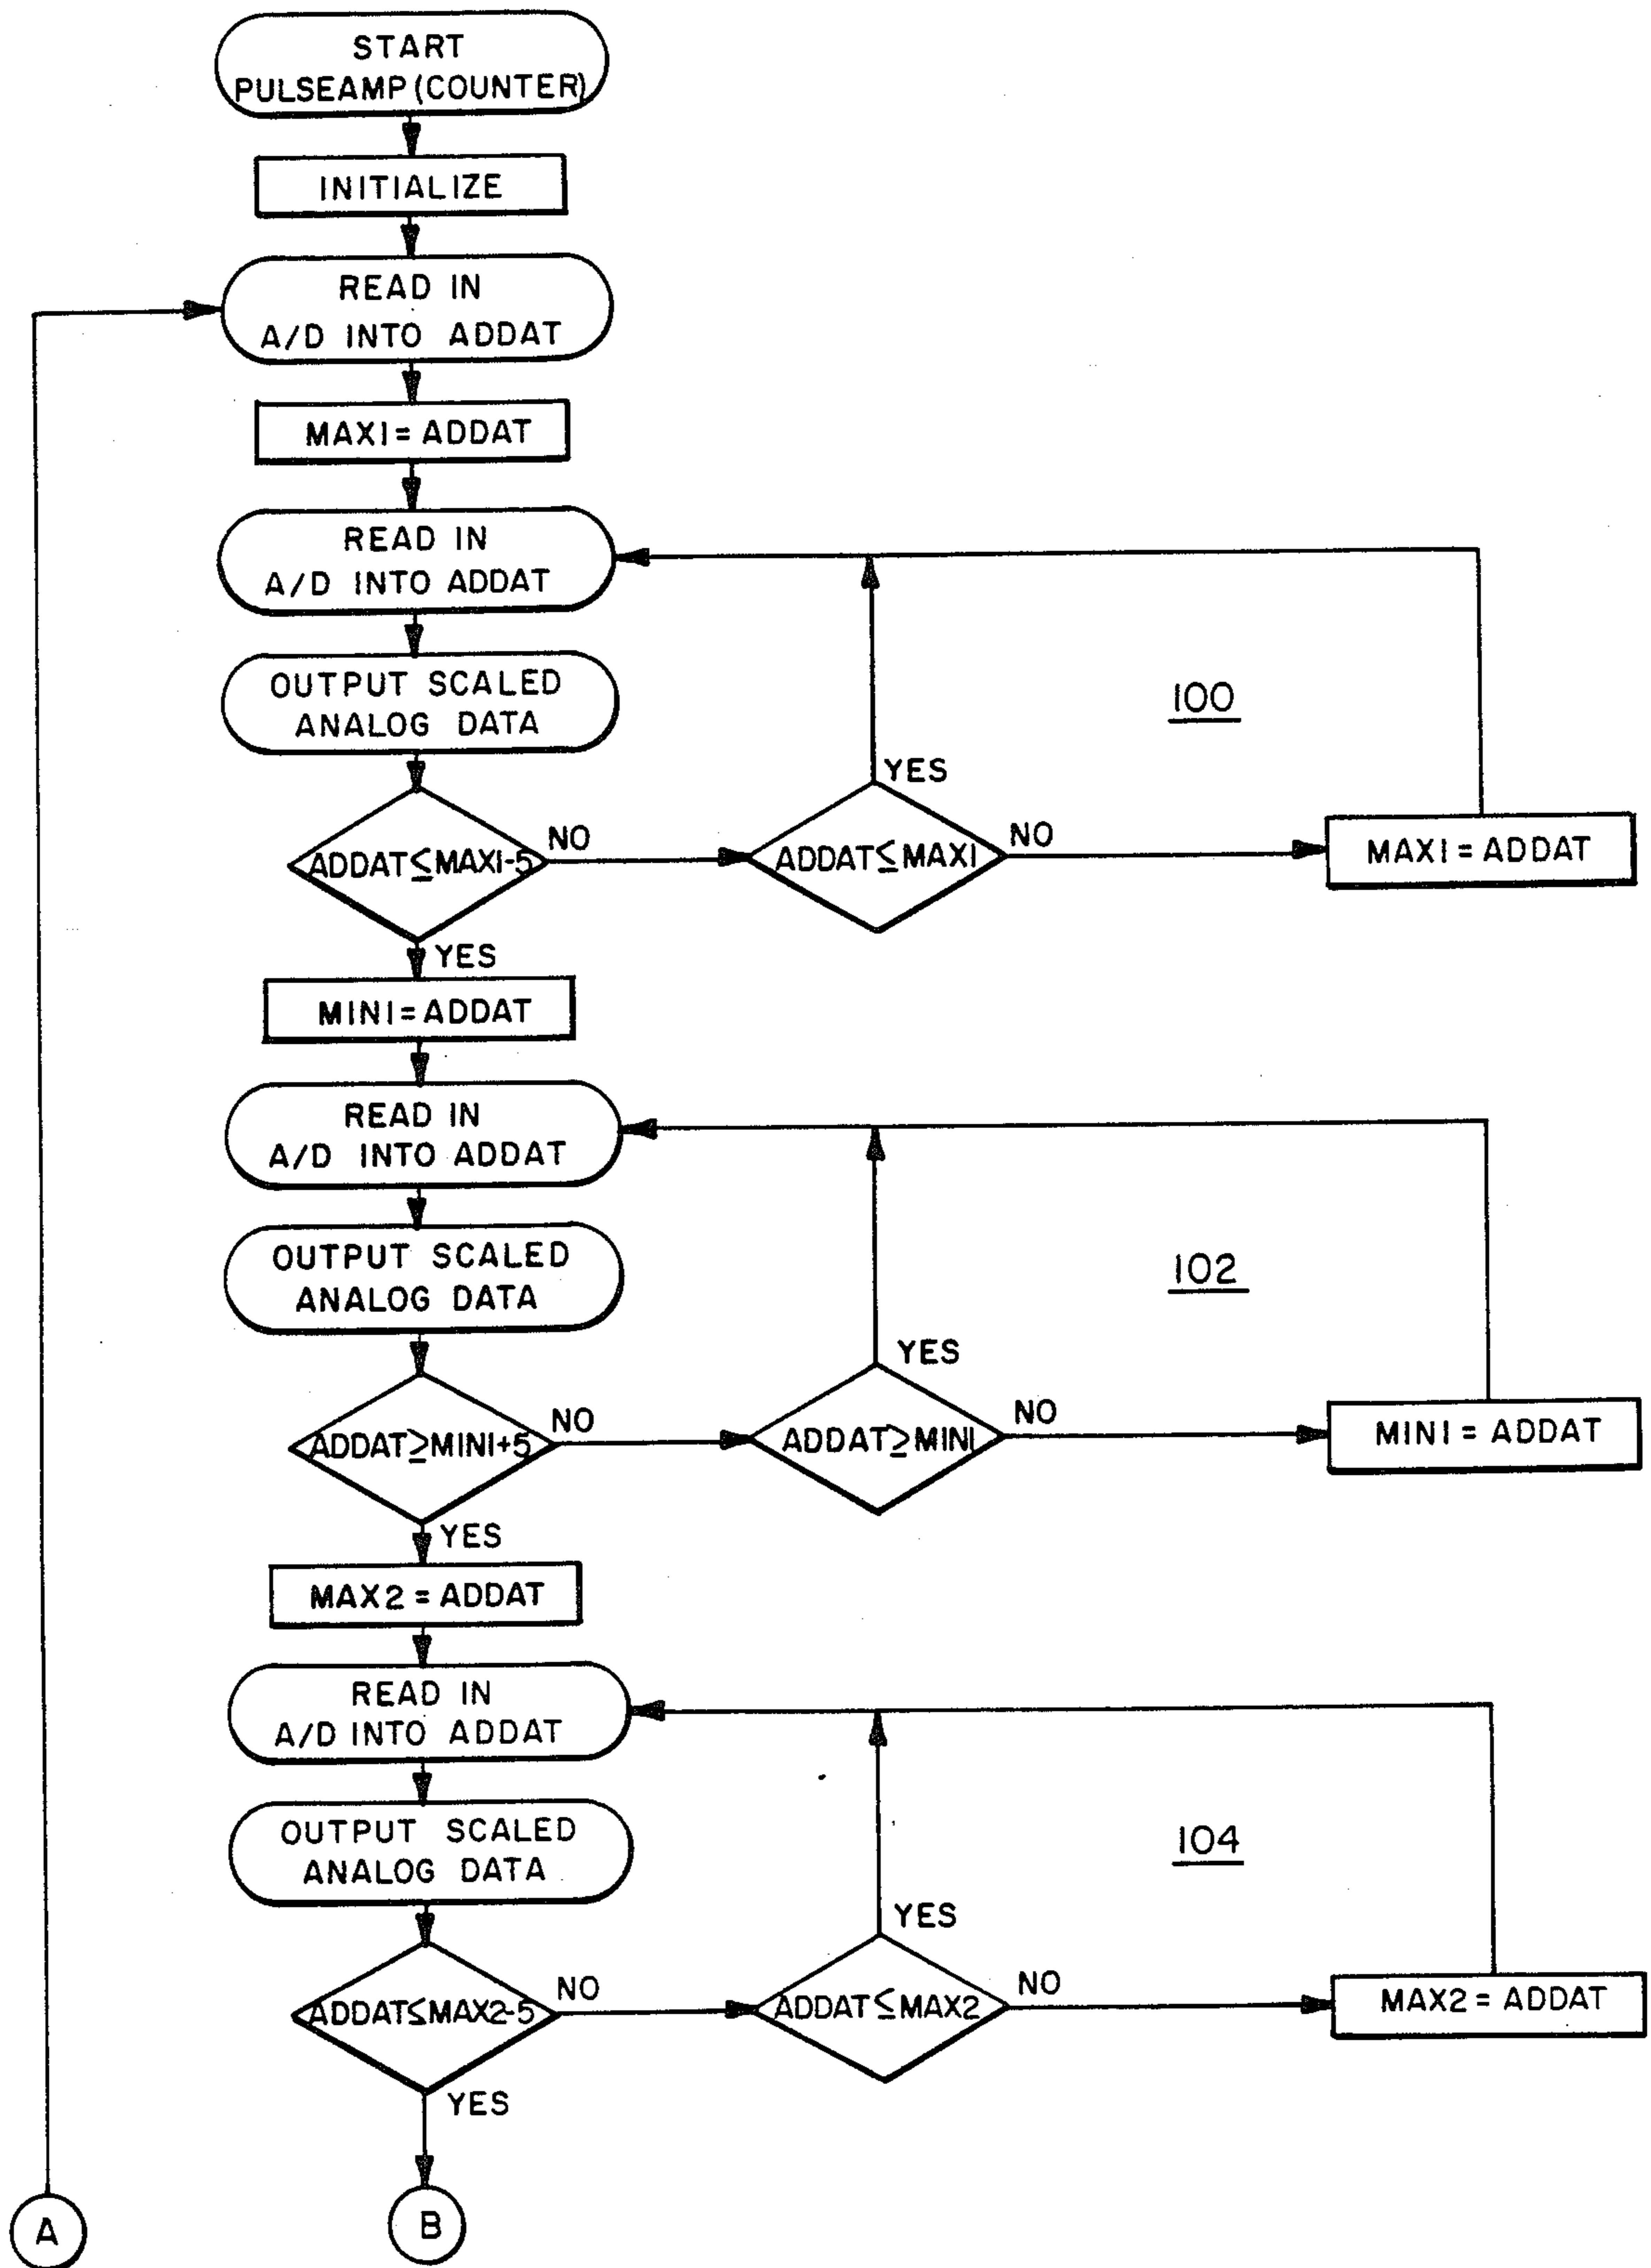 START
PULSEAMP (COUNTER)
INITIALIZE
READ IN
A/D INTO ADDAT
MAX1 = ADDAT
READ IN
A/D INTO ADDAT
OUTPUT SCALED
ANALOG DATA
100
ADDAT ≤ MAX1-5
NO
ADDAT ≤ MAX1
YES
NO
MAX1 = ADDAT
YES
MIN1 = ADDAT
READ IN
A/D INTO ADDAT
OUTPUT SCALED
ANALOG DATA
102
ADDAT ≥ MIN1+5
NO
ADDAT ≥ MIN1
YES
NO
MIN1 = ADDAT
YES
MAX2 = ADDAT
READ IN
A/D INTO ADDAT
OUTPUT SCALED
ANALOG DATA
104
ADDAT ≤ MAX2-5
NO
ADDAT ≤ MAX2
YES
NO
MAX2 = ADDAT
YES
A
B